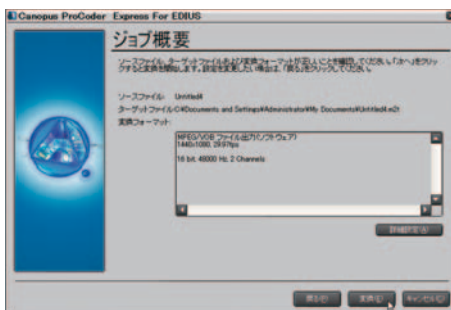 Canopus ProCoder Express For EDIUS
ジョブ概要
ソースファイル、ターゲットファイルおよび変換フォーマットが正しいことを確認してください。「次へ」をクリッ
クすると変換を開始します。設定を変更したい場合は、「戻る」をクリックしてください。
ソースファイル: Untitled4
ターゲットファイル:C:¥Documents and Settings¥Administrator¥My Documents¥Untitled4.m2t
変換フォーマット:
MPEG/VOB ファイル出力(ソフトウェア)
1440x1080, 29.97fps
16 bit, 48000 Hz, 2 Channels
詳細設定(A)
戻る(B) 変換(C) キャンセル(C)